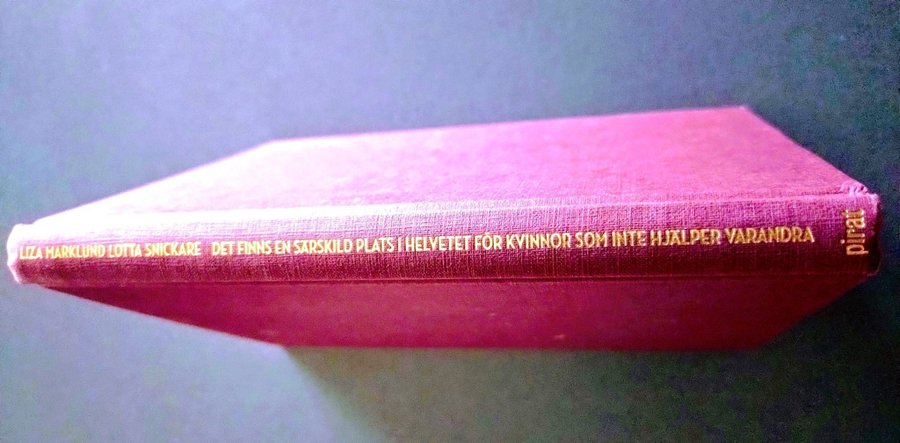 LIZA MARKLUND LOTTA SNICKARE DET FINNS EN SÄRSKILD PLATS I HELVETET FÖR KVINNOR SOM INTE HJÄLPER VARANDRA
pirat